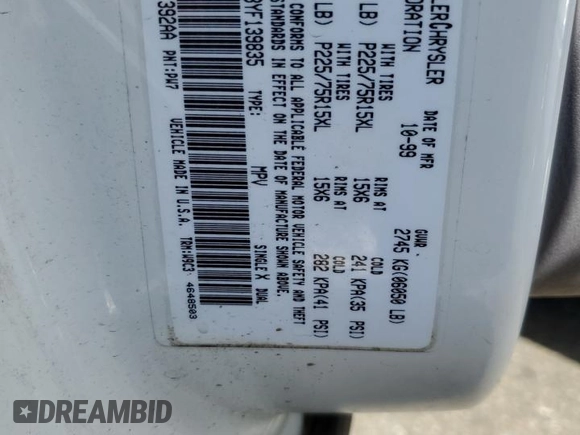 LERCHRYSLER
ORATION
DATE OF MFR
10-99
GVWR
2745 KG(06050 LB)
LB) WITH TIRES RIMS AT COLD
P225/75R15XL 15X6 241 KPA(35 PSI)
LB) WITH TIRES RIMS AT COLD
P225/75R15XL 15X6 282 KPA(41 PSI)
CONFORMS TO ALL APPLICABLE FEDERAL MOTOR VEHICLE SAFETY AND THEFT
STANDARDS IN EFFECT ON THE DATE OF MANUFACTURE SHOWN ABOVE.
YF139835 TYPE: MPV SINGLE X DUAL
392AA PNT:PW7 VEHICLE MADE IN U.S.A. TRM: 4648503
DREAMBID